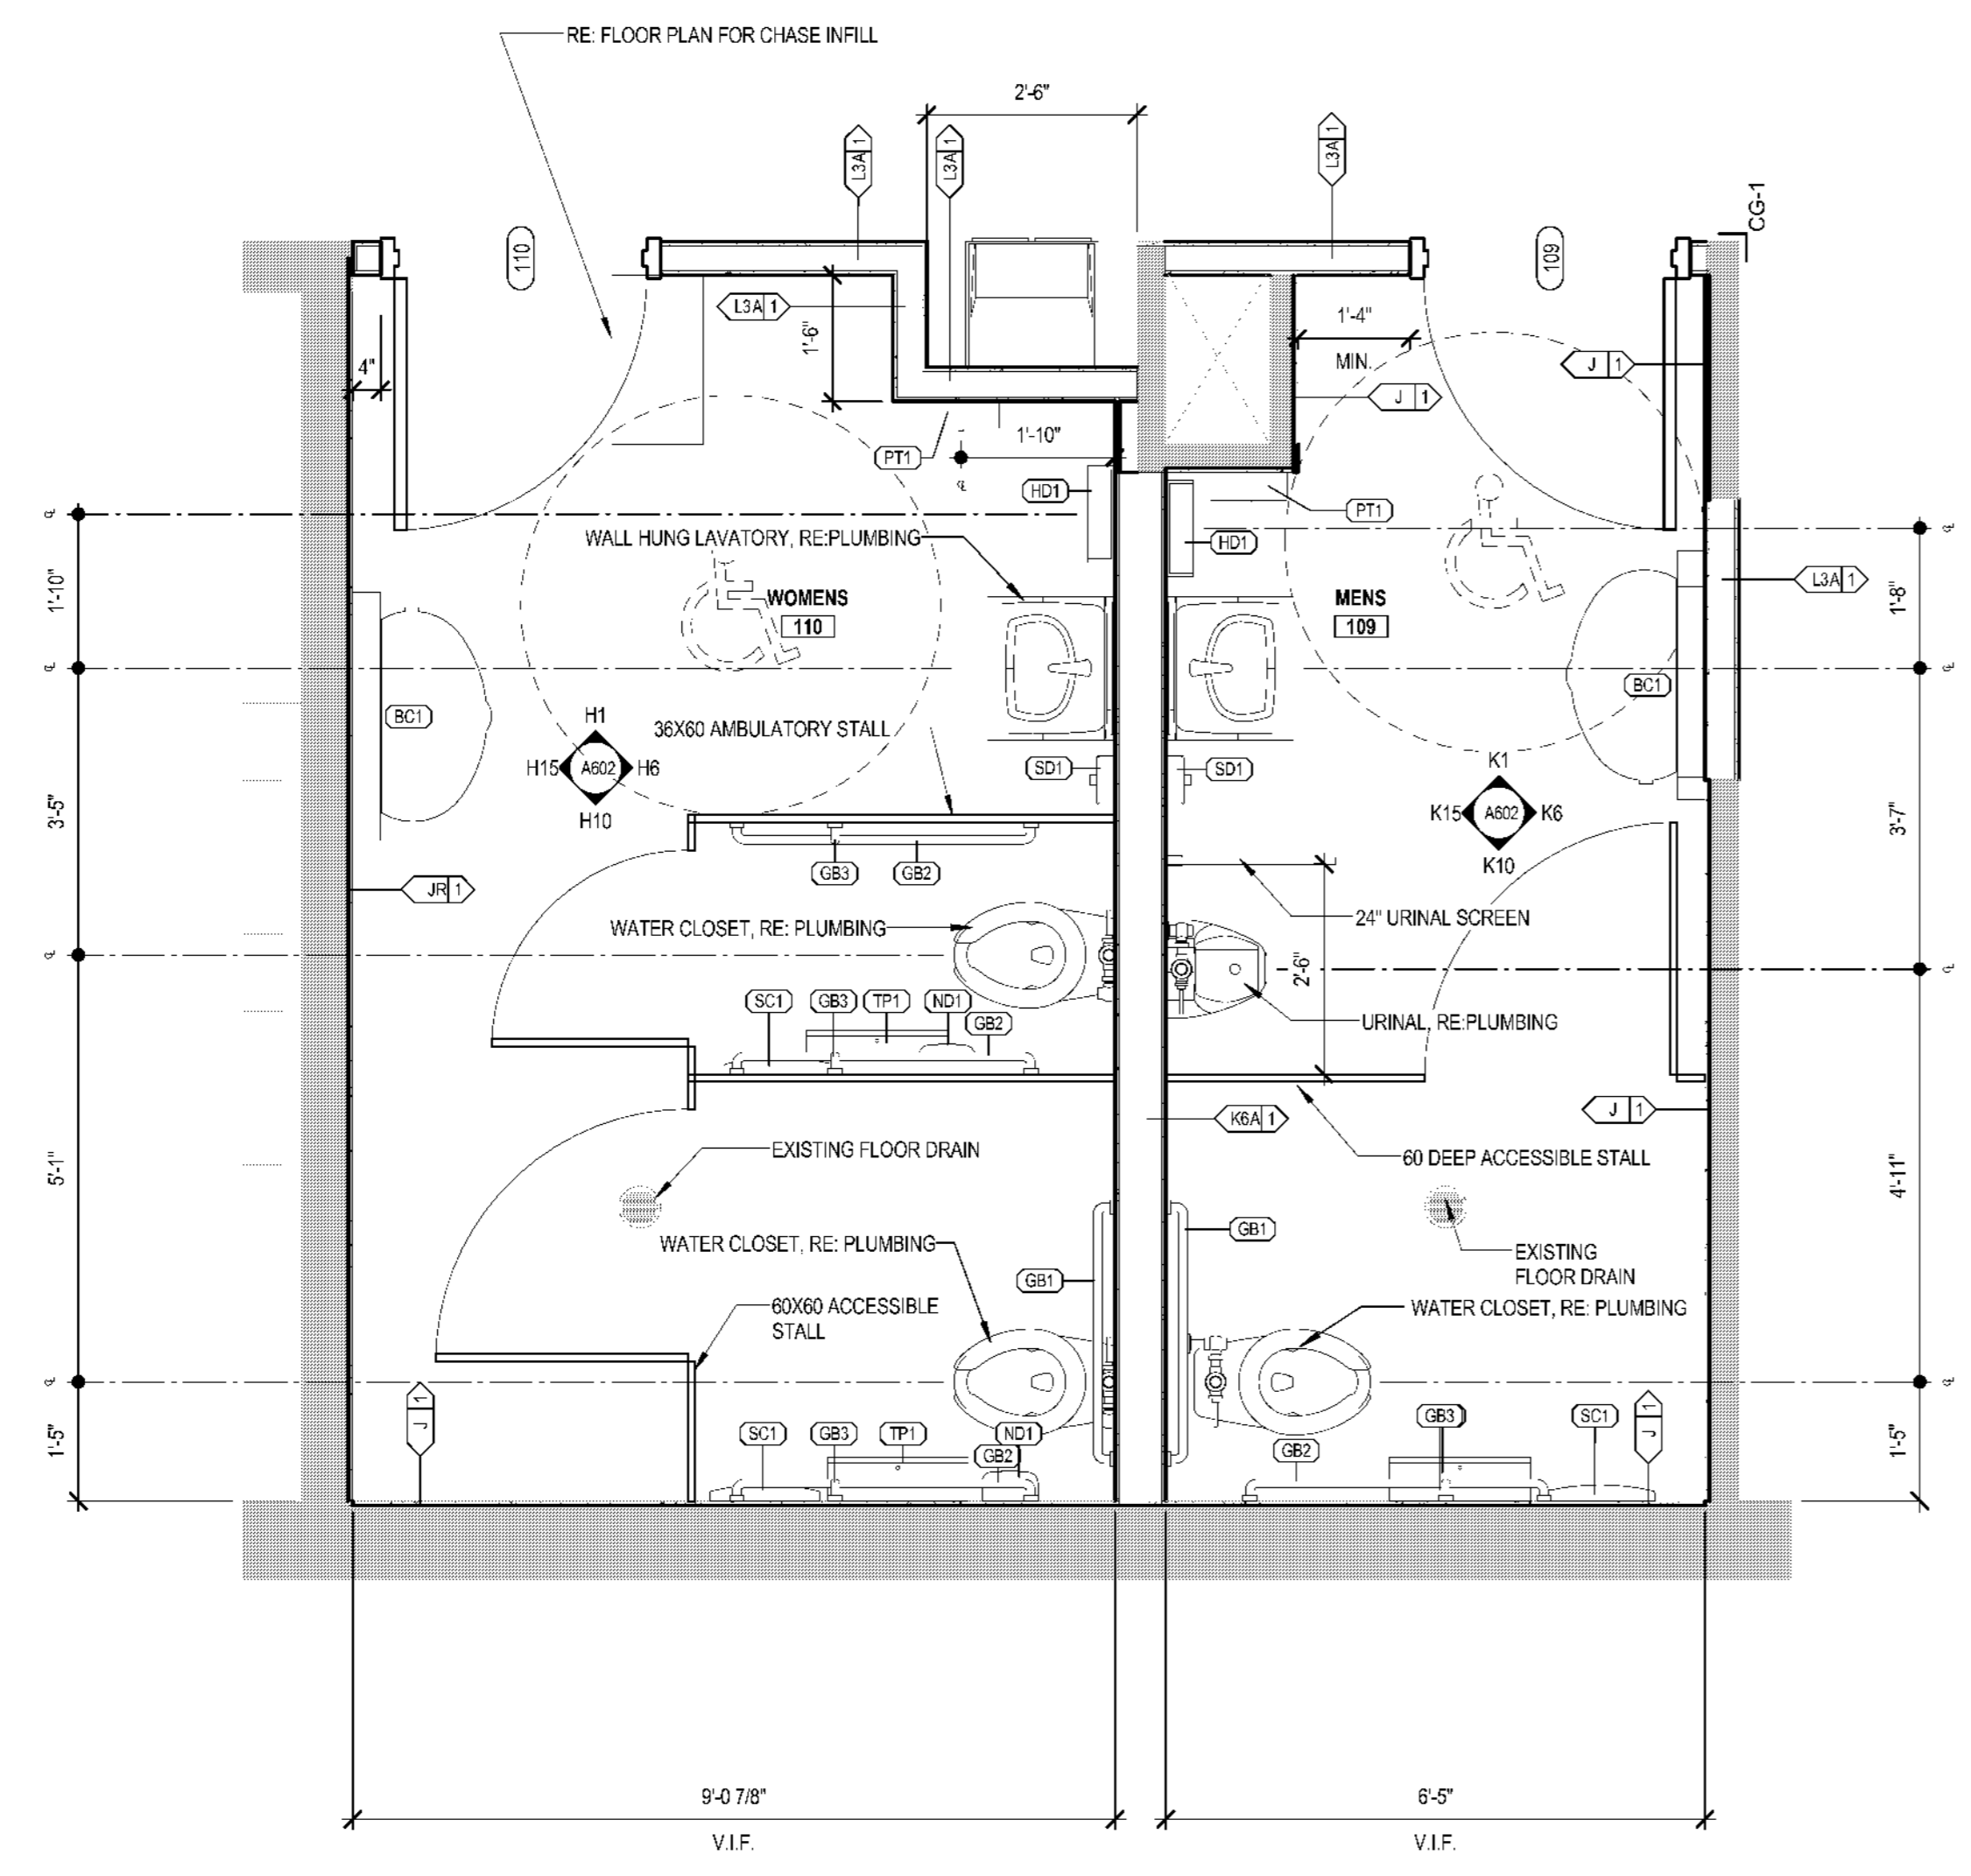 RE: FLOOR PLAN FOR CHASE INFILL
2'-6"
L3A 1
L3A 1
L3A 1
CG-1
110
109
L3A 1
1'-6"
1'-4"
MIN.
J 1
J 1
4"
PT1
1'-10"
HD1
PT1
HD1
WALL HUNG LAVATORY, RE:PLUMBING
L3A 1
1'-10"
1'-8"
WOMENS
110
MENS
109
BC1
BC1
36X60 AMBULATORY STALL
H1
H15 A602 H6
H10
SD1
SD1
K1
K15 A602 K6
K10
3'-5"
3'-7"
GB3
GB2
JR 1
24" URINAL SCREEN
WATER CLOSET, RE: PLUMBING
2'-6"
SC1
GB3
TP1
ND1
GB2
URINAL, RE:PLUMBING
K6A 1
J 1
EXISTING FLOOR DRAIN
60 DEEP ACCESSIBLE STALL
5'-1"
4'-11"
WATER CLOSET, RE: PLUMBING
GB1
GB1
EXISTING
FLOOR DRAIN
60X60 ACCESSIBLE
STALL
WATER CLOSET, RE: PLUMBING
J 1
J 1
1'-5"
1'-5"
SC1
GB3
TP1
ND1
GB2
GB2
GB3
SC1
9'-0 7/8"
V.I.F.
6'-5"
V.I.F.